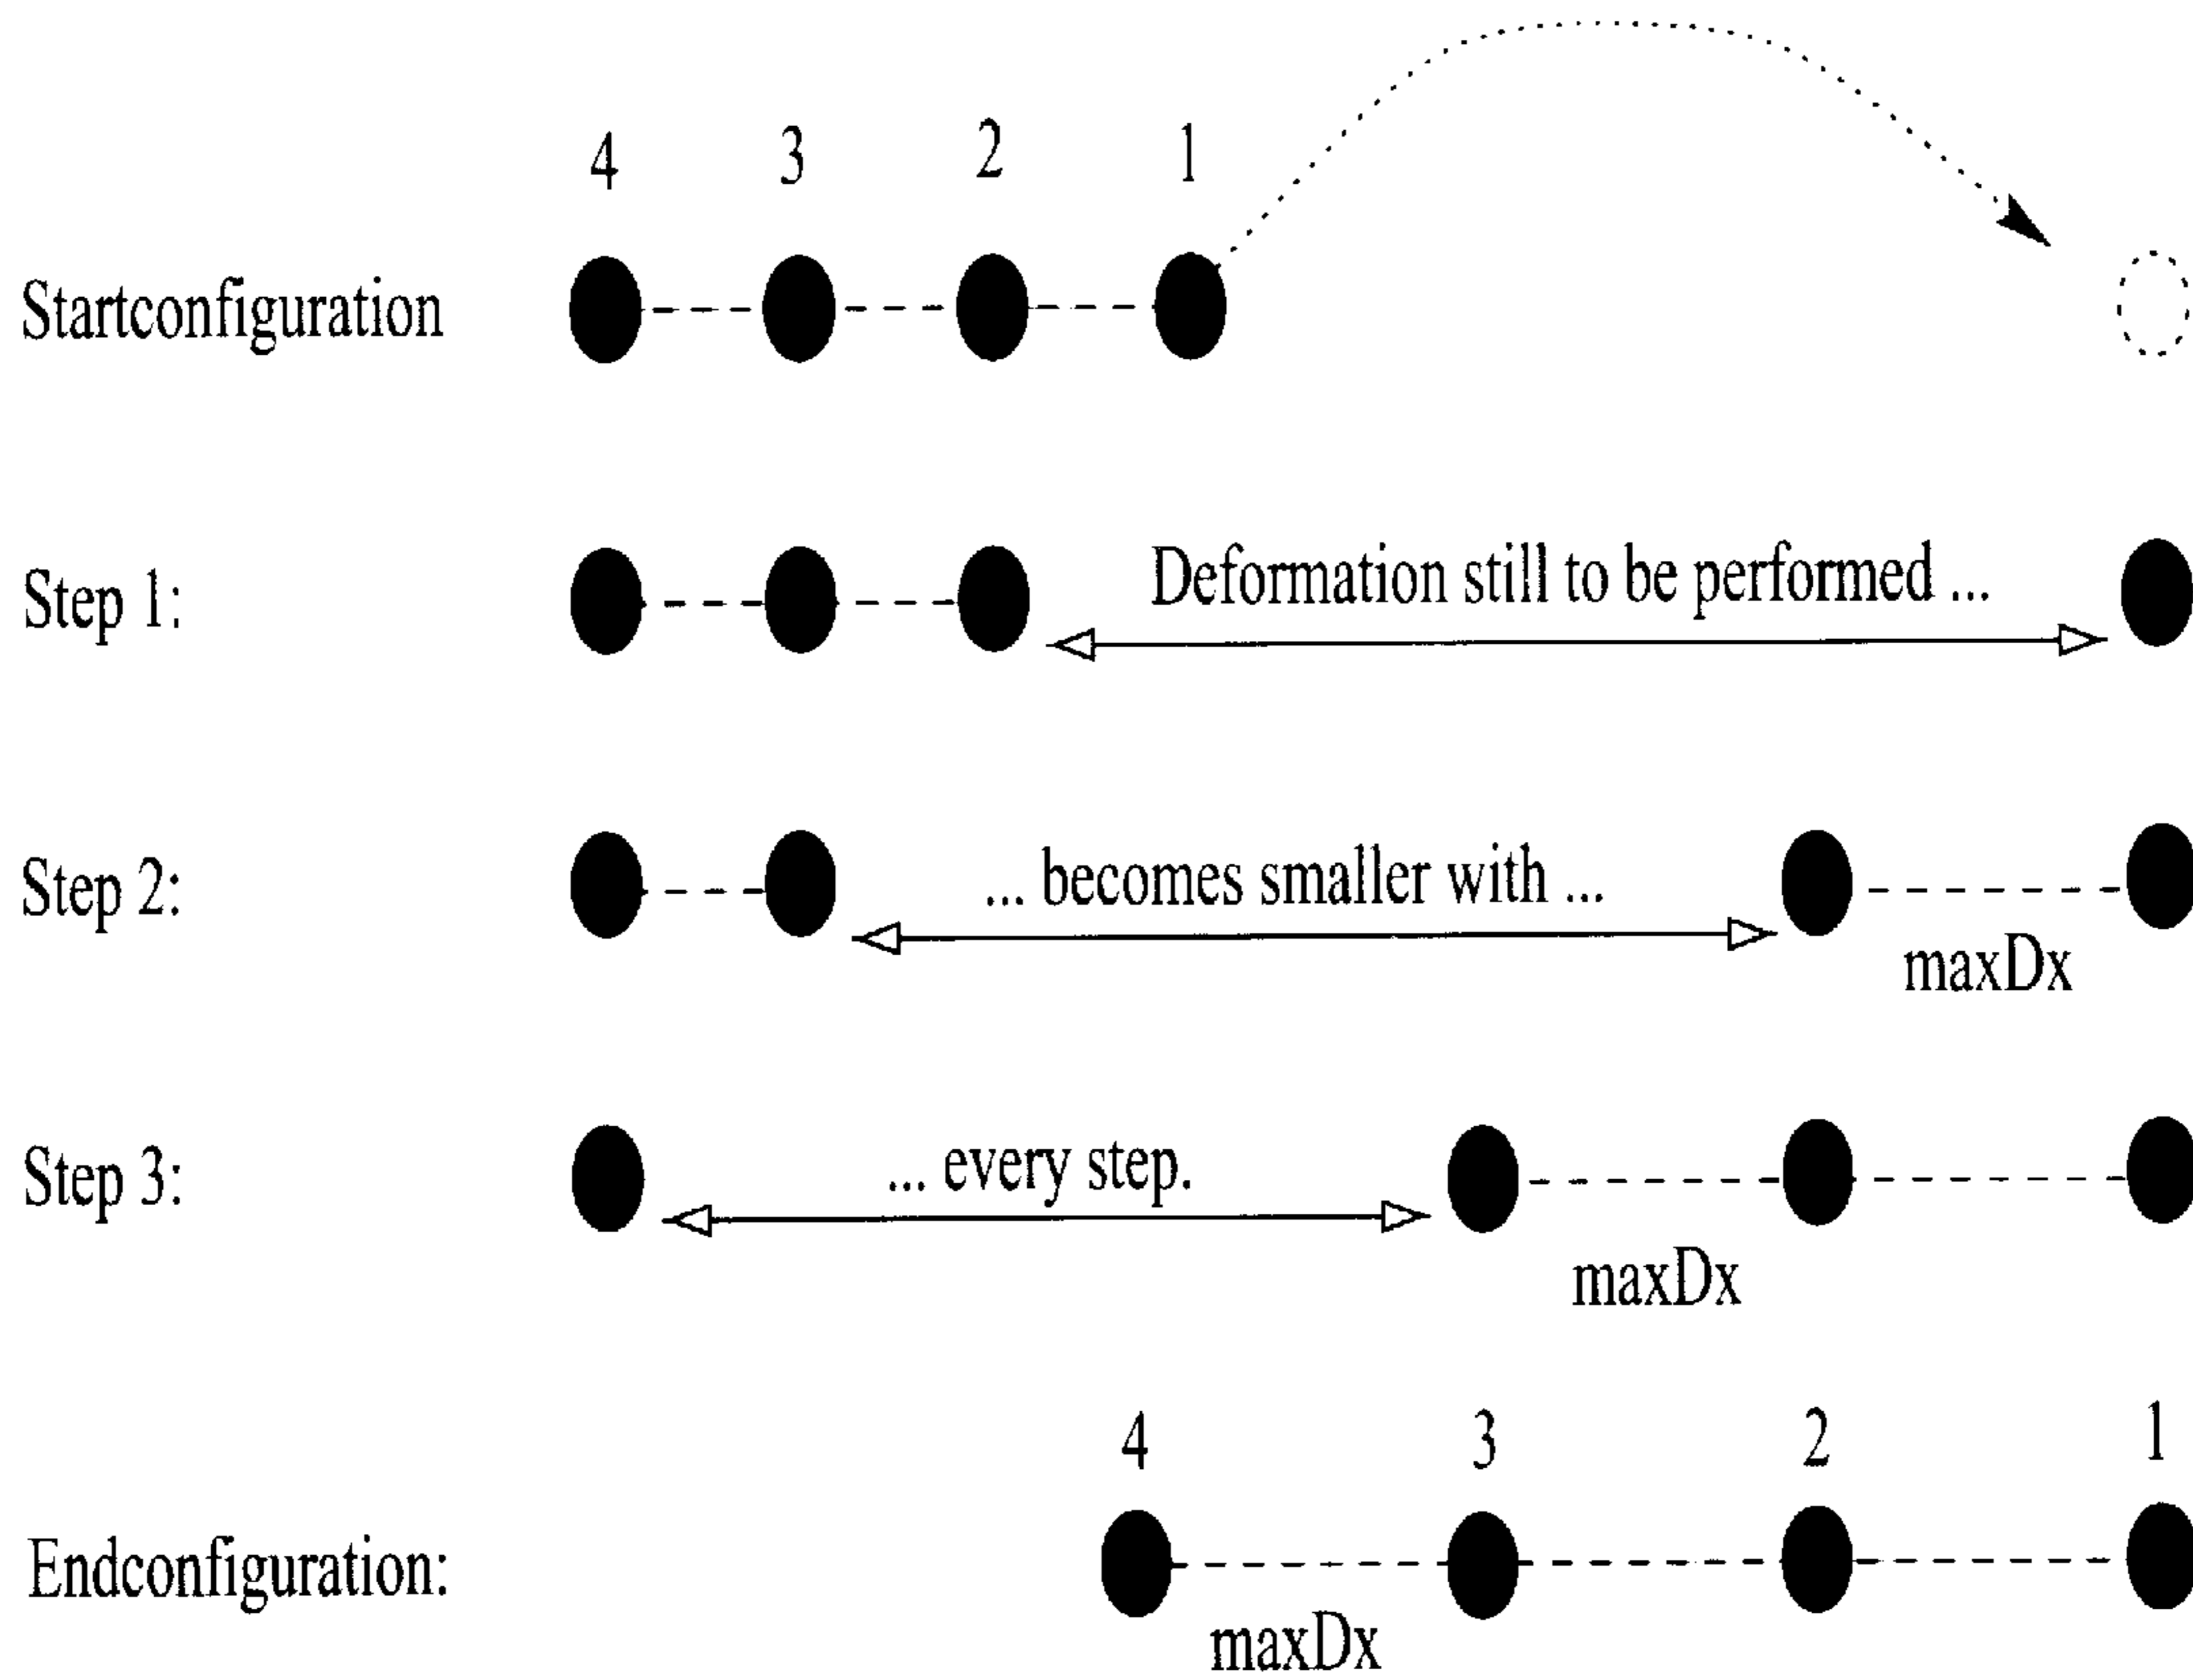 4 3 2 1
Startconfiguration
Step 1: Deformation still to be performed ...
Step 2: ... becomes smaller with ...
maxDx
Step 3: ... every step.
maxDx
4 3 2 1
Endconfiguration:
maxDx